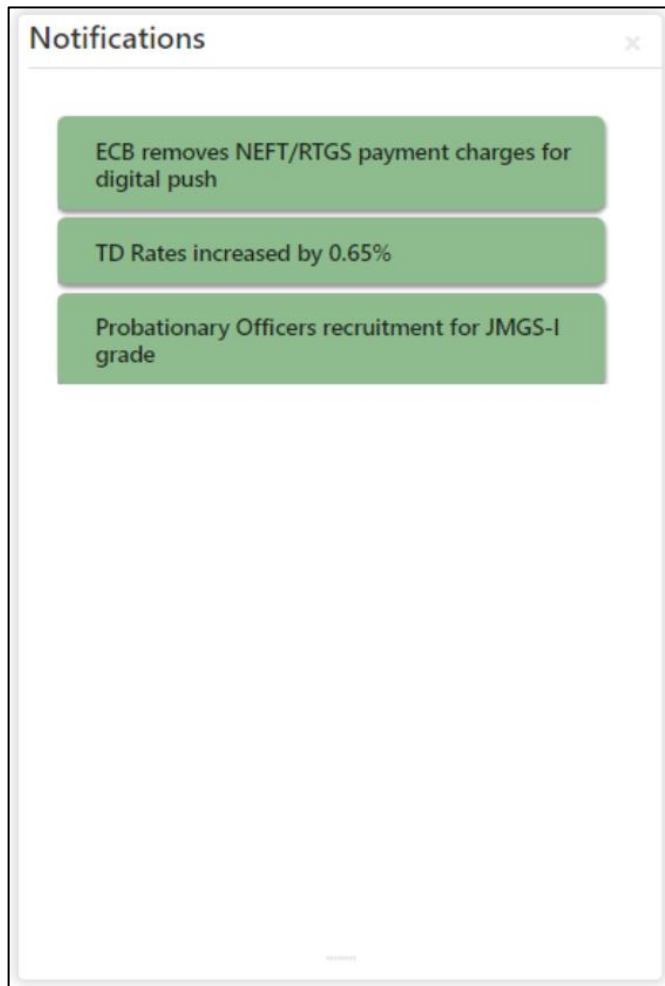 Notifications
ECB removes NEFT/RTGS payment charges for
digital push
TD Rates increased by 0.65%
Probationary Officers recruitment for JMGS-I
grade